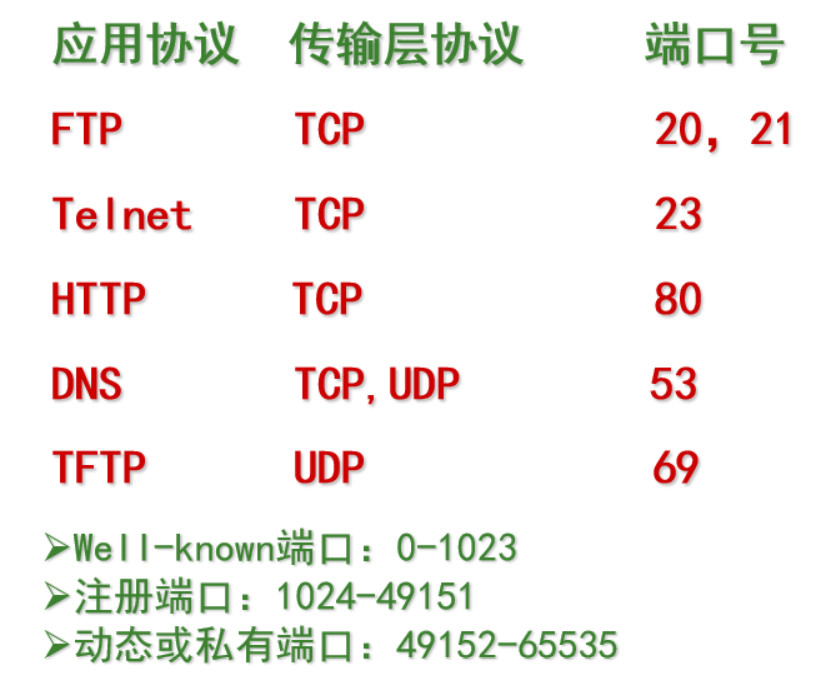 应用协议 传输层协议 端口号
FTP TCP 20，21
Telnet TCP 23
HTTP TCP 80
DNS TCP,UDP 53
TFTP UDP 69
➢Well-known端口：0-1023
➢注册端口：1024-49151
➢动态或私有端口：49152-65535